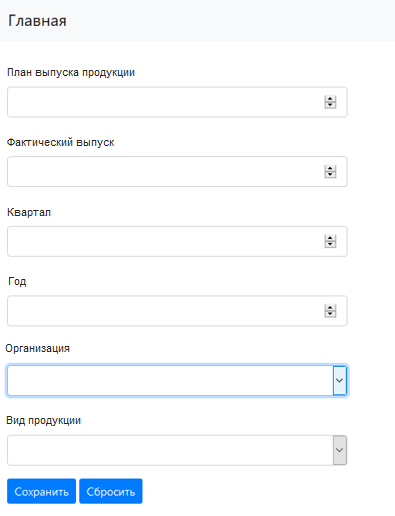 Главная
План выпуска продукции
Фактический выпуск
Квартал
Год
Организация
Вид продукции
Сохранить Сбросить